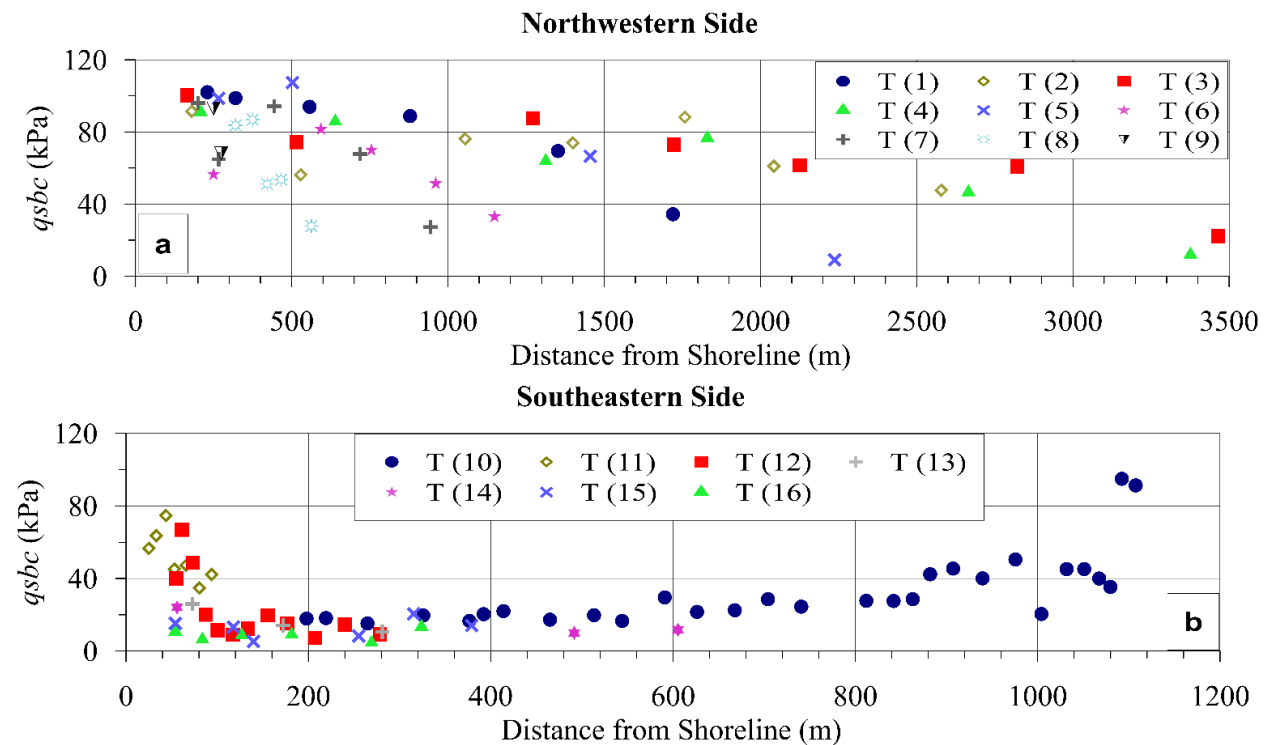 Northwestern Side
120
80
40
0
qsbc (kPa)
T (1) T (2) T (3)
T (4) T (5) T (6)
T (7) T (8) T (9)
a
0 500 1000 1500 2000 2500 3000 3500
Distance from Shoreline (m)
Southeastern Side
120
80
40
0
qsbc (kPa)
T (10) T (11) T (12) T (13)
T (14) T (15) T (16)
b
0 200 400 600 800 1000 1200
Distance from Shoreline (m)